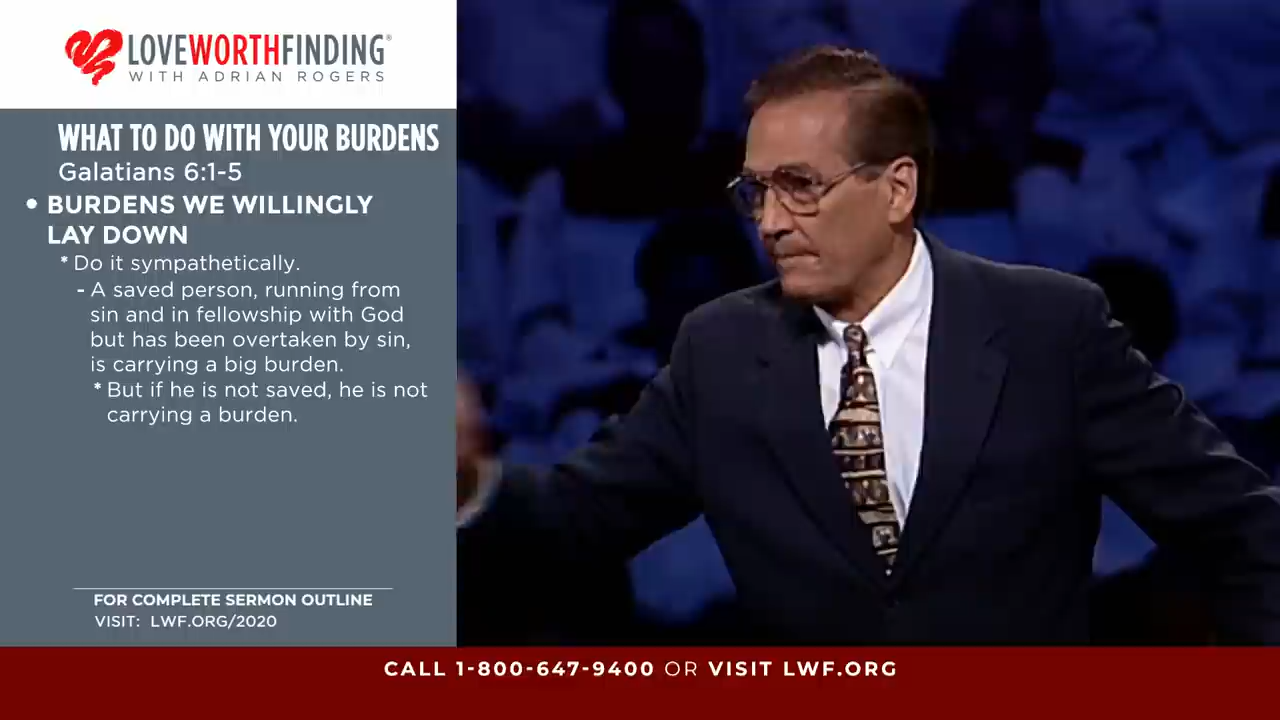 LOVEWORTHFINDING®
WITH ADRIAN ROGERS
WHAT TO DO WITH YOUR BURDENS
Galatians 6:1-5
• BURDENS WE WILLINGLY
LAY DOWN
* Do it sympathetically.
- A saved person, running from
sin and in fellowship with God
but has been overtaken by sin,
is carrying a big burden.
* But if he is not saved, he is not
carrying a burden.
FOR COMPLETE SERMON OUTLINE
VISIT: LWF.ORG/2020
CALL 1-800-647-9400 OR VISIT LWF.ORG